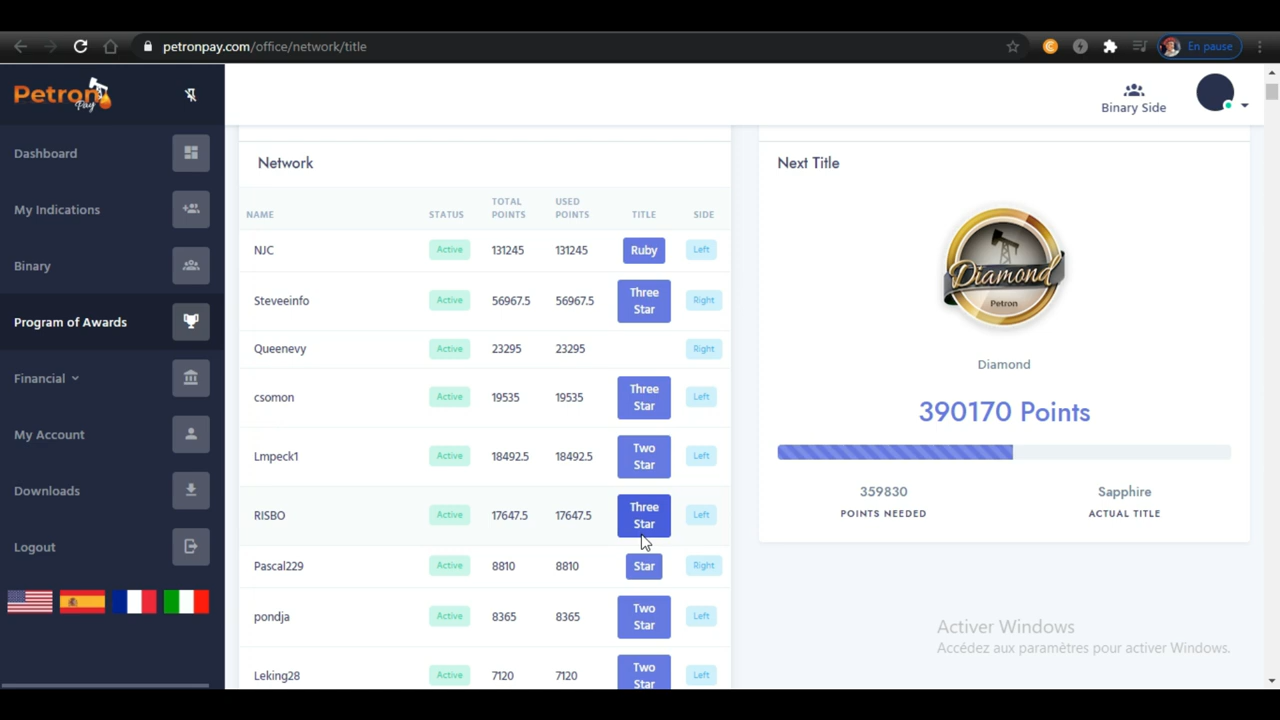 petronpay.com/office/network/title
En pause
Petron
Pay
Binary Side
Dashboard
My Indications
Binary
Program of Awards
Financial
My Account
Downloads
Logout
Network
NAME STATUS TOTAL POINTS USED POINTS TITLE SIDE
NJC Active 131245 131245 Ruby Left
Steveeinfo Active 56967.5 56967.5 Three Star Right
Queenevy Active 23295 23295 Right
csomon Active 19535 19535 Three Star Left
Lmpeck1 Active 18492.5 18492.5 Two Star Left
RISBO Active 17647.5 17647.5 Three Star Left
Pascal229 Active 8810 8810 Star Right
pondja Active 8365 8365 Two Star Left
Leking28 Active 7120 7120 Two Star Left
Next Title
Diamond
Petron
Diamond
390170 Points
359830 Sapphire
POINTS NEEDED ACTUAL TITLE
Activer Windows
Accédez aux paramètres pour activer Windows.